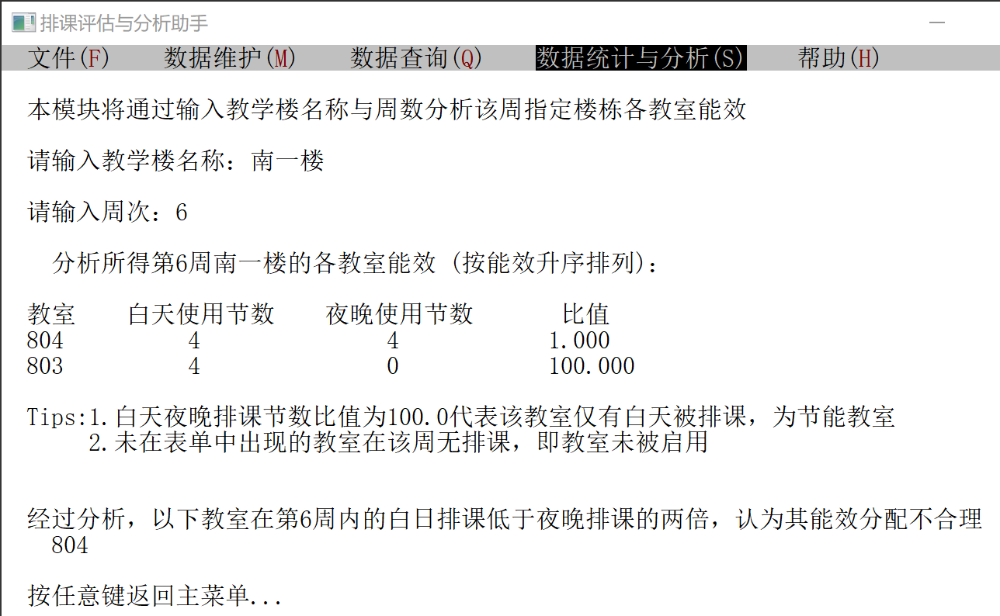 排课评估与分析助手
文件(F) 数据维护(M) 数据查询(Q) 数据统计与分析(S) 帮助(H)
本模块将通过输入教学楼名称与周数分析该周指定楼栋各教室能效
请输入教学楼名称：南一楼
请输入周次：6
分析所得第6周南一楼的各教室能效 (按能效升序排列)：
教室 白天使用节数 夜晚使用节数 比值
804 4 4 1.000
803 4 0 100.000
Tips:1.白天夜晚排课节数比值为100.0代表该教室仅有白天被排课，为节能教室
2.未在表单中出现的教室在该周无排课，即教室未被启用
经过分析，以下教室在第6周内的白日排课低于夜晚排课的两倍，认为其能效分配不合理
804
按任意键返回主菜单...